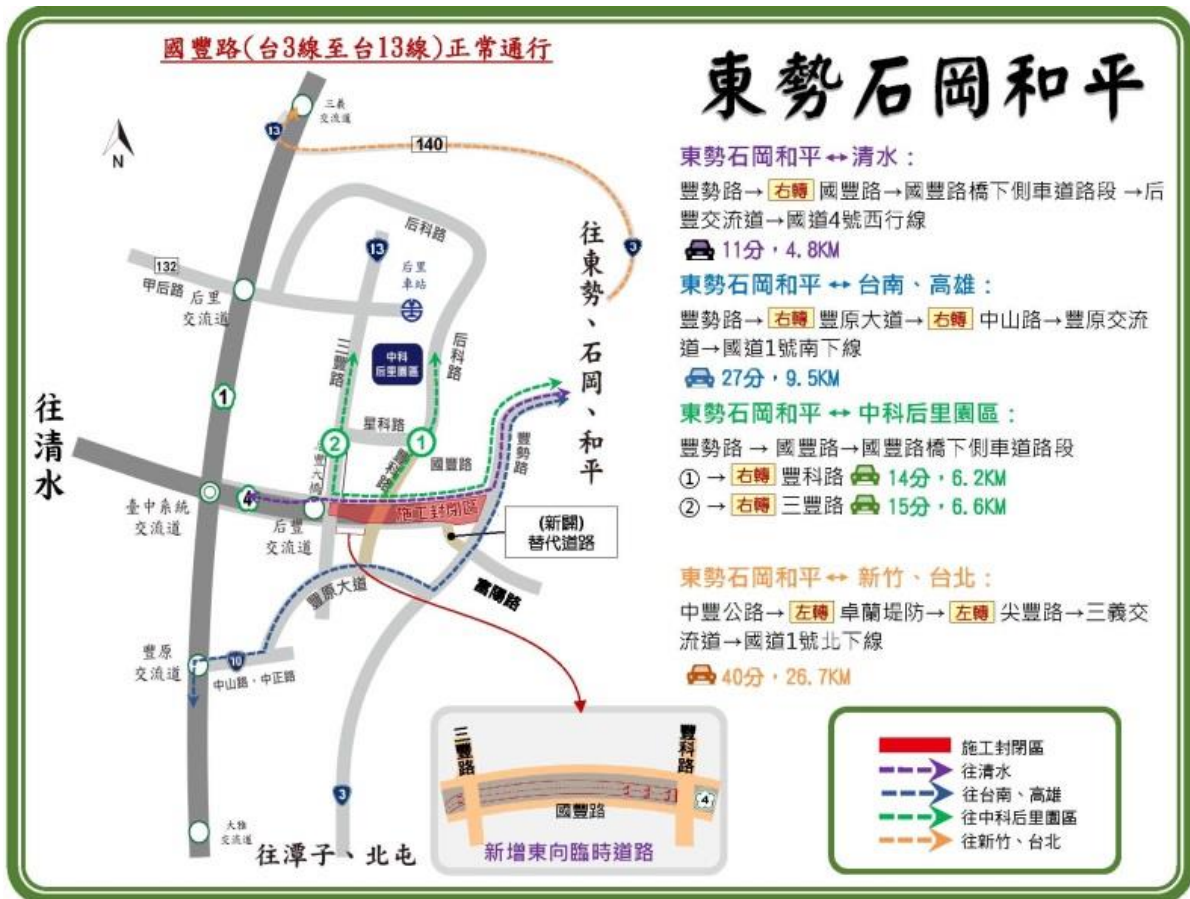 國豐路(台3線至台13線)正常通行
東勢石岡和平
三義
交流道
13
140
N
3
往東勢、石岡、和平
后科路
13
后里
車站
132
甲后路
后里
交流道
三豐路
中科
后里園區
后科路
1
往清水
星科路
2
1
國豐路
豐勢路
豐科路
4
臺中系統
交流道
后豐
交流道
施工封閉區
(新闢)
替代道路
豐原大道
富陽路
豐原
交流道
10
中山路、中正路
3
大雅
交流道
往潭子、北屯
東勢石岡和平↔清水：
豐勢路→ 右轉 國豐路→國豐路橋下側車道路段 →后
豐交流道→國道4號西行線
11分，4.8KM
東勢石岡和平 ↔ 台南、高雄：
豐勢路→ 右轉 豐原大道→ 右轉 中山路→豐原交流
道→國道1號南下線
27分，9.5KM
東勢石岡和平 ↔ 中科后里園區：
豐勢路 → 國豐路→國豐路橋下側車道路段
① → 右轉 豐科路 14分，6.2KM
② → 右轉 三豐路 15分，6.6KM
東勢石岡和平 ↔ 新竹、台北：
中豐公路→ 左轉 卓蘭堤防→ 左轉 尖豐路→三義交
流道→國道1號北下線
40分，26.7KM
三豐路
豐科路
4
國豐路
新增東向臨時道路
施工封閉區
往清水
往台南、高雄
往中科后里園區
往新竹、台北